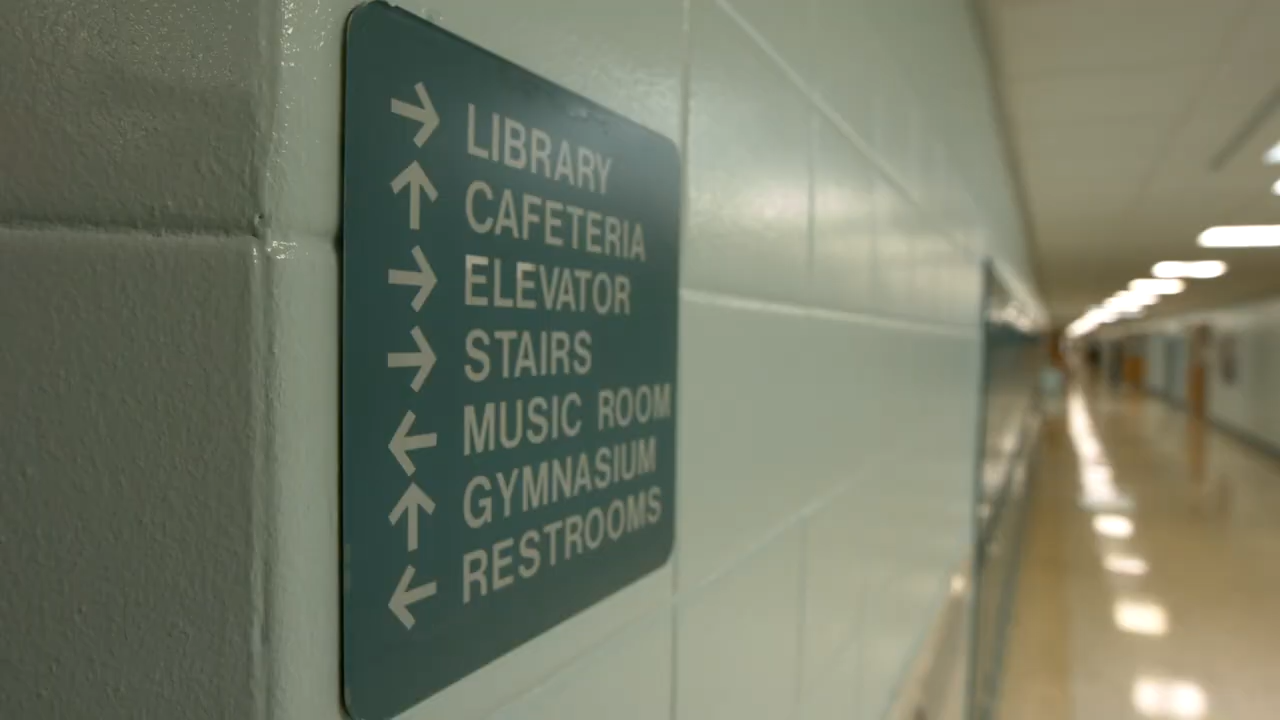 → LIBRARY
↑ CAFETERIA
→ ELEVATOR
→ STAIRS
← MUSIC ROOM
↑ GYMNASIUM
← RESTROOMS